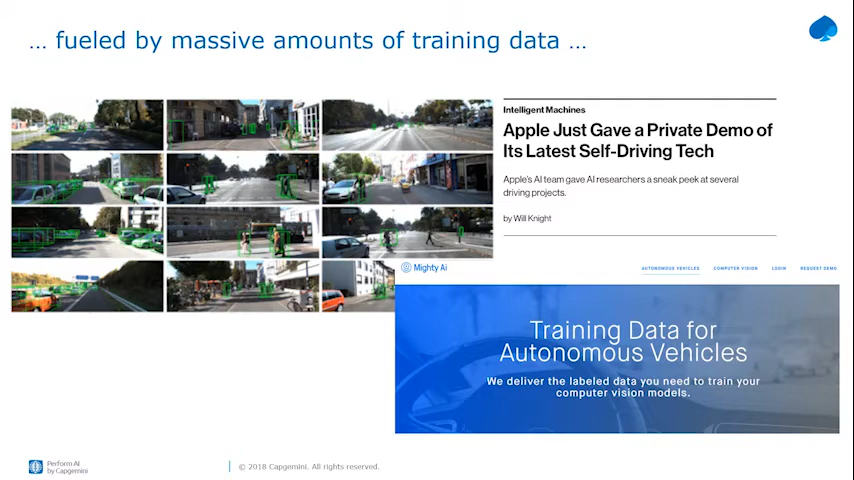 … fueled by massive amounts of training data …
Intelligent Machines
Apple Just Gave a Private Demo of
Its Latest Self-Driving Tech
Apple's AI team gave AI researchers a sneak peek at several
driving projects.
by Will Knight
Mighty Ai
AUTONOMOUS VEHICLES COMPUTER VISION LOGIN REQUEST DEMO
Training Data for
Autonomous Vehicles
We deliver the labeled data you need to train your
computer vision models.
Perform AI
by Capgemini
© 2018 Capgemini. All rights reserved.